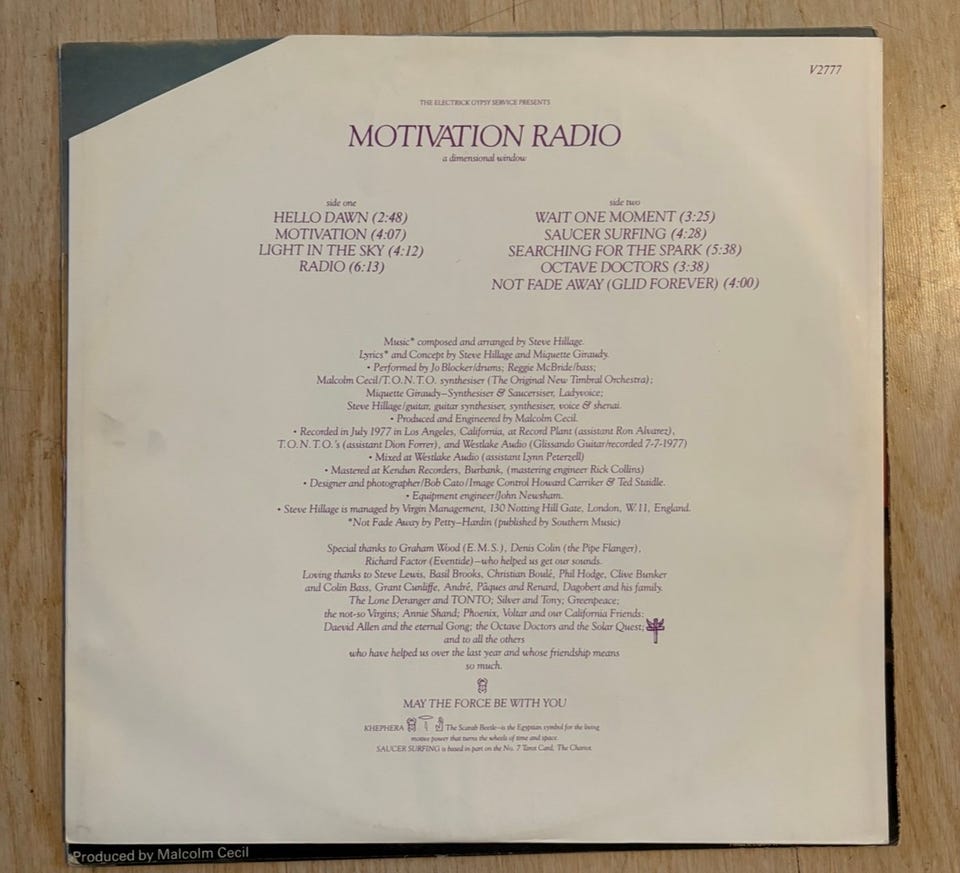 V2777
THE ELECTRICK GYPSY SERVICE PRESENTS
MOTIVATION RADIO
a dimensional window
side one
HELLO DAWN (2:48)
MOTIVATION (4:07)
LIGHT IN THE SKY (4:12)
RADIO (6:13)
side two
WAIT ONE MOMENT (3:25)
SAUCER SURFING (4:28)
SEARCHING FOR THE SPARK (5:38)
OCTAVE DOCTORS (3:38)
NOT FADE AWAY (GLID FOREVER) (4:00)
Music* composed and arranged by Steve Hillage.
Lyrics* and Concept by Steve Hillage and Miquette Giraudy.
• Performed by Jo Blocker/drums; Reggie McBride/bass;
Malcolm Cecil/T.O.N.T.O. synthesiser (The Original New Timbral Orchestra);
Miquette Giraudy—Synthesiser & Saucersiser, Ladyvoice;
Steve Hillage/guitar, guitar synthesiser, synthesiser, voice & shenai.
• Produced and Engineered by Malcolm Cecil.
• Recorded in July 1977 in Los Angeles, California, at Record Plant (assistant Ron Alvarez),
T.O.N.T.O.'s (assistant Dion Forrer), and Westlake Audio (Glissando Guitar/recorded 7-7-1977)
• Mixed at Westlake Audio (assistant Lynn Peterzell)
• Mastered at Kendun Recorders, Burbank, (mastering engineer Rick Collins)
• Designer and photographer/Bob Cato/Image Control Howard Carriker & Ted Staidle.
• Equipment engineer/John Newsham.
• Steve Hillage is managed by Virgin Management, 130 Notting Hill Gate, London, W.11, England.
*Not Fade Away by Petty—Hardin (published by Southern Music)
Special thanks to Graham Wood (E.M.S.), Denis Colin (the Pipe Flanger),
Richard Factor (Eventide)—who helped us get our sounds.
Loving thanks to Steve Lewis, Basil Brooks, Christian Boulé, Phil Hodge, Clive Bunker
and Colin Bass, Grant Cunliffe, André, Pâques and Renard, Dagobert and his family.
The Lone Deranger and TONTO; Silver and Tony; Greenpeace;
the not-so Virgins; Annie Shand; Phoenix, Voltar and our California Friends:
Daevid Allen and the eternal Gong; the Octave Doctors and the Solar Quest;
and to all the others
who have helped us over the last year and whose friendship means
so much.
MAY THE FORCE BE WITH YOU
KHEPHERA The Scarab Beetle—is the Egyptian symbol for the living
motive power that turns the wheels of time and space.
SAUCER SURFING is based in part on the No. 7 Tarot Card, The Chariot.
Produced by Malcolm Cecil